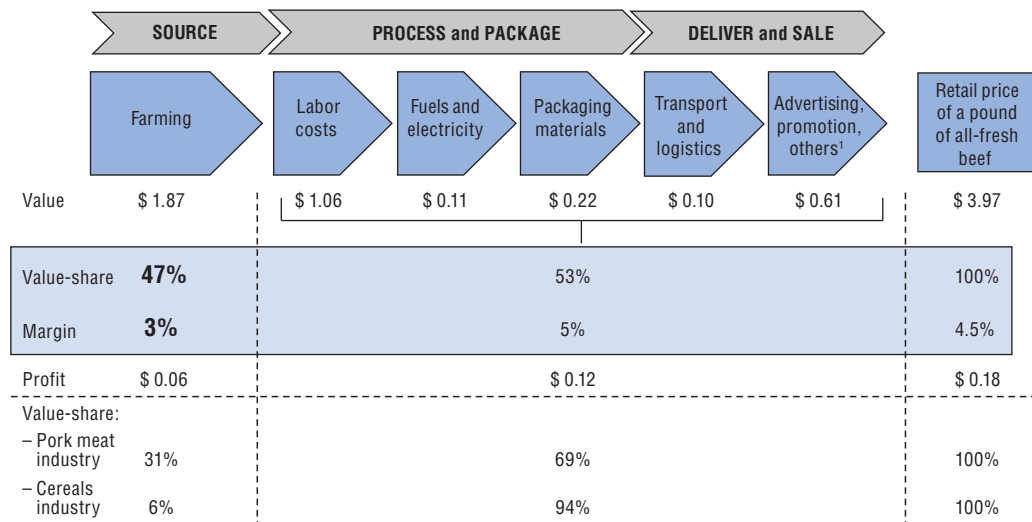 SOURCE PROCESS and PACKAGE DELIVER and SALE
Farming
Labor
costs
Fuels and
electricity
Packaging
materials
Transport
and
logistics
Advertising,
promotion,
others¹
Retail price
of a pound
of all-fresh
beef
Value $ 1.87 $ 1.06 $ 0.11 $ 0.22 $ 0.10 $ 0.61 $ 3.97
Value-share 47% 53% 100%
Margin 3% 5% 4.5%
Profit $ 0.06 $ 0.12 $ 0.18
Value-share:
– Pork meat
industry 31% 69% 100%
– Cereals
industry 6% 94% 100%